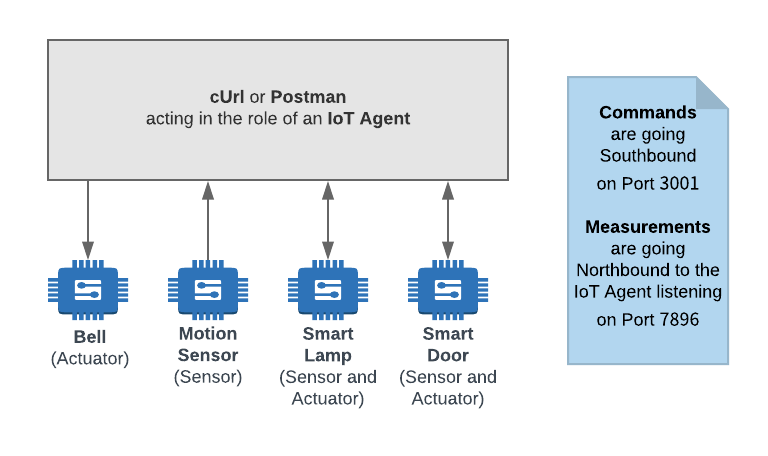 cUrl or Postman
acting in the role of an IoT Agent
Commands
are going
Southbound
on Port 3001
Measurements
are going
Northbound to the
IoT Agent listening
on Port 7896
Bell
(Actuator)
Motion
Sensor
(Sensor)
Smart
Lamp
(Sensor and
Actuator)
Smart
Door
(Sensor and
Actuator)